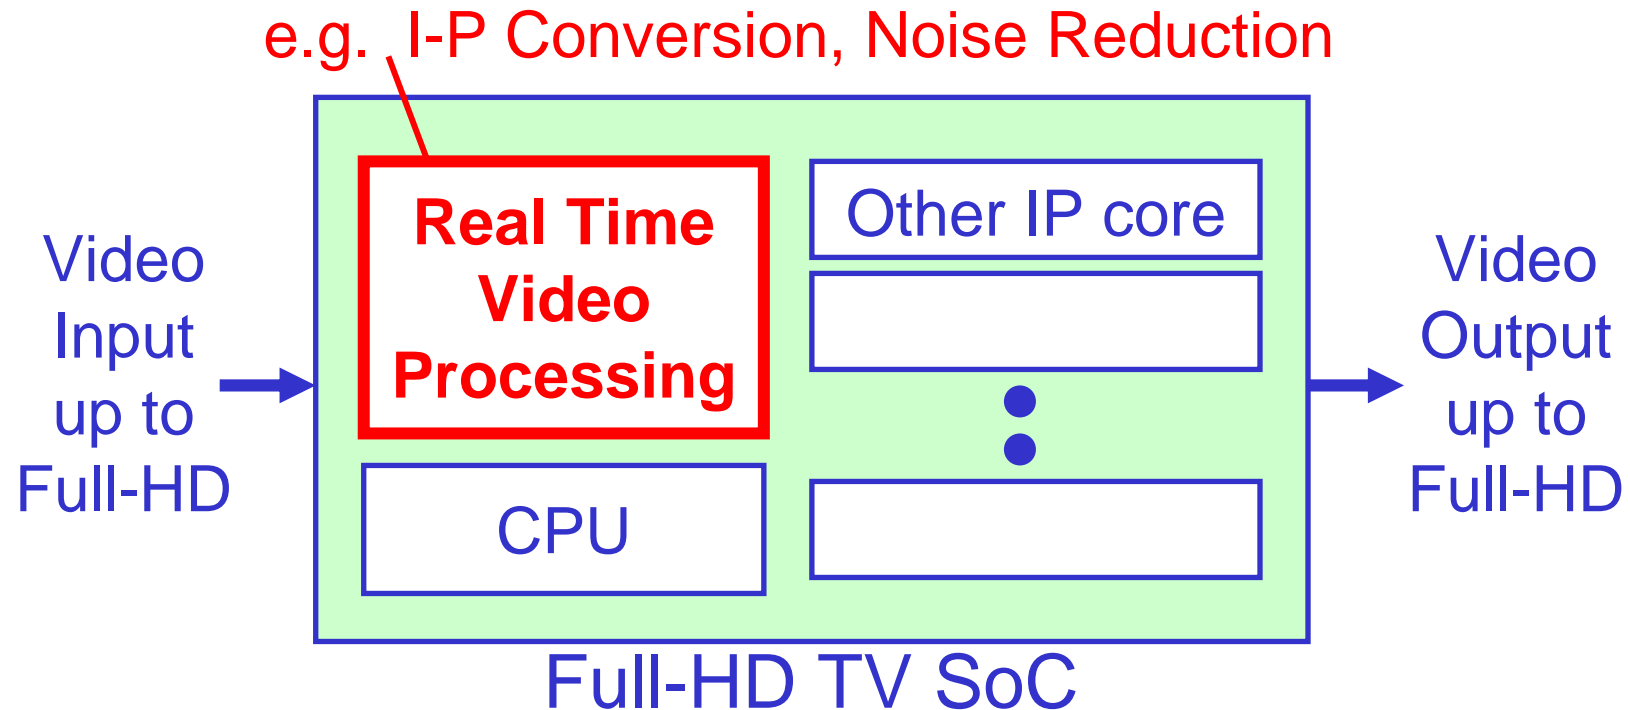 e.g. I-P Conversion, Noise Reduction
Video
Input
up to
Full-HD
Real Time
Video
Processing
CPU
Other IP core
Video
Output
up to
Full-HD
Full-HD TV SoC